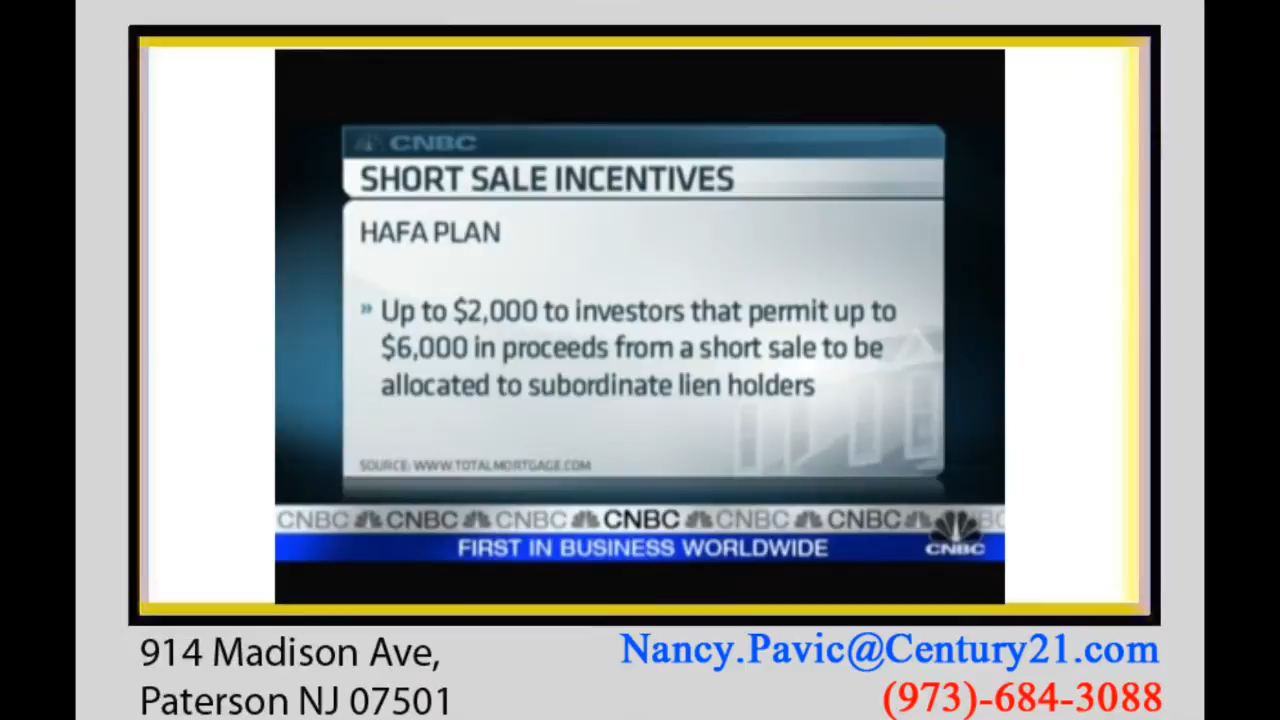 CNBC
SHORT SALE INCENTIVES
HAFA PLAN
» Up to $2,000 to investors that permit up to
$6,000 in proceeds from a short sale to be
allocated to subordinate lien holders
SOURCE: WWW.TOTALMORTGAGE.COM
CNBC CNBC CNBC CNBC CNBC CNBC BC
FIRST IN BUSINESS WORLDWIDE
CNBC
914 Madison Ave,
Paterson NJ 07501
Nancy.Pavic@Century21.com
(973)-684-3088